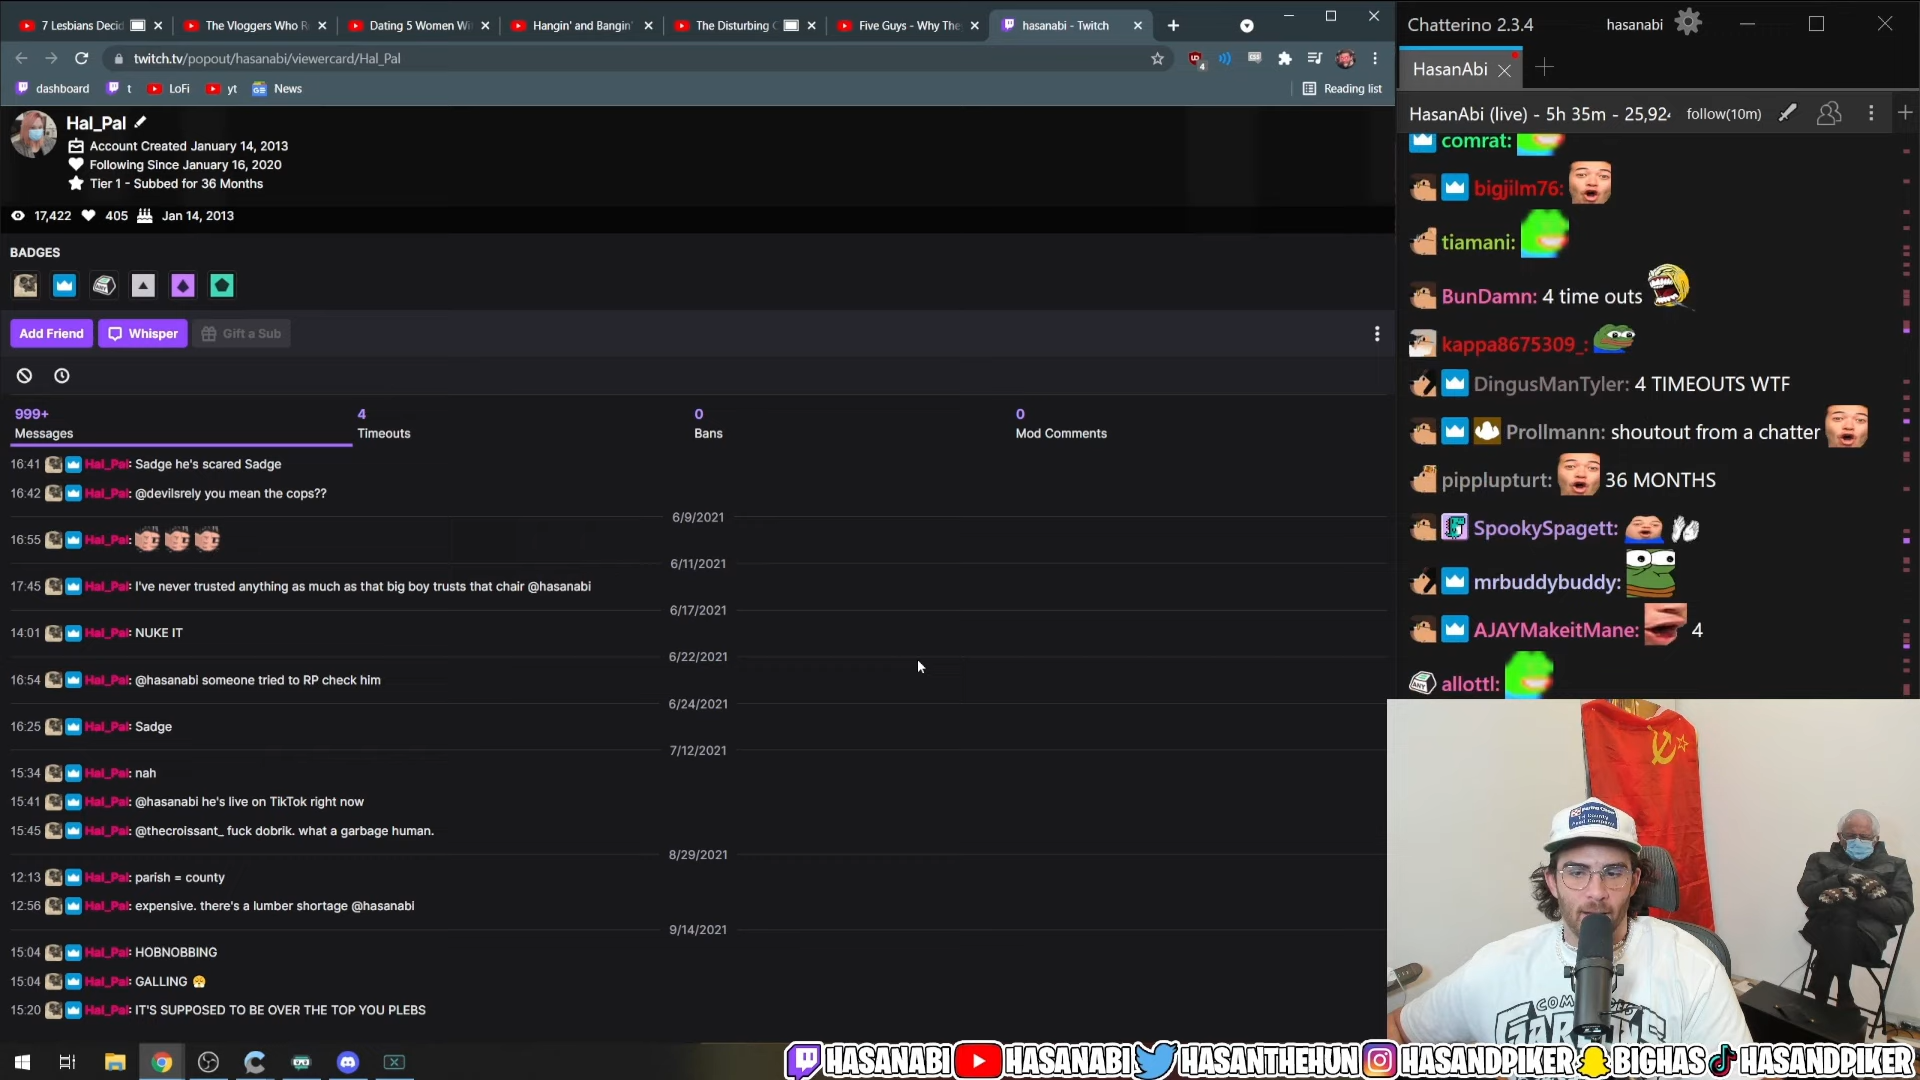 7 Lesbians Decid
The Vloggers Who R
Dating 5 Women Wi
Hangin' and Bangin'
The Disturbing C
Five Guys - Why The
hasanabi - Twitch
twitch.tv/popout/hasanabi/viewercard/Hal_Pal
dashboard
t
LoFi
yt
News
Reading list
Hal_Pal
Account Created January 14, 2013
Following Since January 16, 2020
Tier 1 - Subbed for 36 Months
17,422 405 Jan 14, 2013
BADGES
Add Friend
Whisper
Gift a Sub
999+
Messages
4
Timeouts
0
Bans
0
Mod Comments
16:41 Hal_Pal: Sadge he's scared Sadge
16:42 Hal_Pal: @devilsrely you mean the cops??
6/9/2021
16:55 Hal_Pal:
6/11/2021
17:45 Hal_Pal: I've never trusted anything as much as that big boy trusts that chair @hasanabi
6/17/2021
14:01 Hal_Pal: NUKE IT
6/22/2021
16:54 Hal_Pal: @hasanabi someone tried to RP check him
6/24/2021
16:25 Hal_Pal: Sadge
7/12/2021
15:34 Hal_Pal: nah
15:41 Hal_Pal: @hasanabi he's live on TikTok right now
15:45 Hal_Pal: @thecroissant_ fuck dobrik. what a garbage human.
8/29/2021
12:13 Hal_Pal: parish = county
12:56 Hal_Pal: expensive. there's a lumber shortage @hasanabi
9/14/2021
15:04 Hal_Pal: HOBNOBBING
15:04 Hal_Pal: GALLING
15:20 Hal_Pal: IT'S SUPPOSED TO BE OVER THE TOP YOU PLEBS
Chatterino 2.3.4
hasanabi
HasanAbi
HasanAbi (live) - 5h 35m - 25,92
follow(10m)
comrat:
bigjilm76:
tiamani:
BunDamn: 4 time outs
kappa8675309_:
DingusManTyler: 4 TIMEOUTS WTF
Prollmann: shoutout from a chatter
pipplupturt: 36 MONTHS
SpookySpagett:
mrbuddybuddy:
AJAYMakeitMane: 4
allottl:
HASANABI HASANABI HASANTHEHUN HASANDPIKER BIGHAS HASANDPIKER